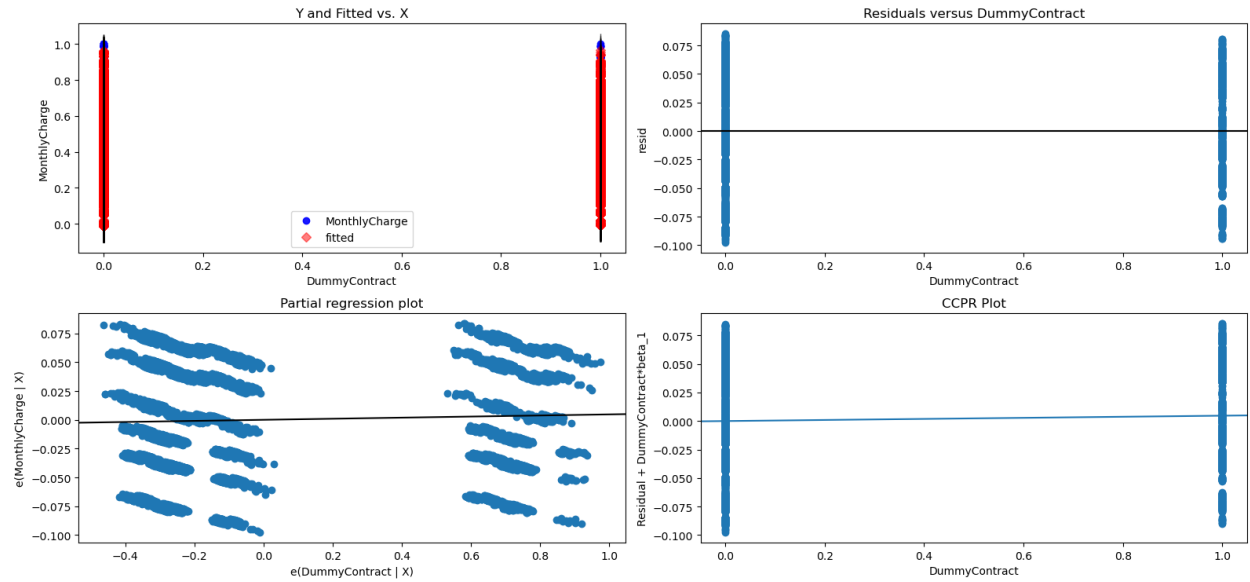 Y and Fitted vs. X
MonthlyCharge
1.0
0.8
0.6
0.4
0.2
0.0
MonthlyCharge
fitted
0.0 0.2 0.4 0.6 0.8 1.0
DummyContract
Residuals versus DummyContract
resid
0.075
0.050
0.025
0.000
−0.025
−0.050
−0.075
−0.100
0.0 0.2 0.4 0.6 0.8 1.0
DummyContract
Partial regression plot
e(MonthlyCharge | X)
0.075
0.050
0.025
0.000
−0.025
−0.050
−0.075
−0.100
−0.4 −0.2 0.0 0.2 0.4 0.6 0.8 1.0
e(DummyContract | X)
CCPR Plot
Residual + DummyContract*beta_1
0.075
0.050
0.025
0.000
−0.025
−0.050
−0.075
−0.100
0.0 0.2 0.4 0.6 0.8 1.0
DummyContract